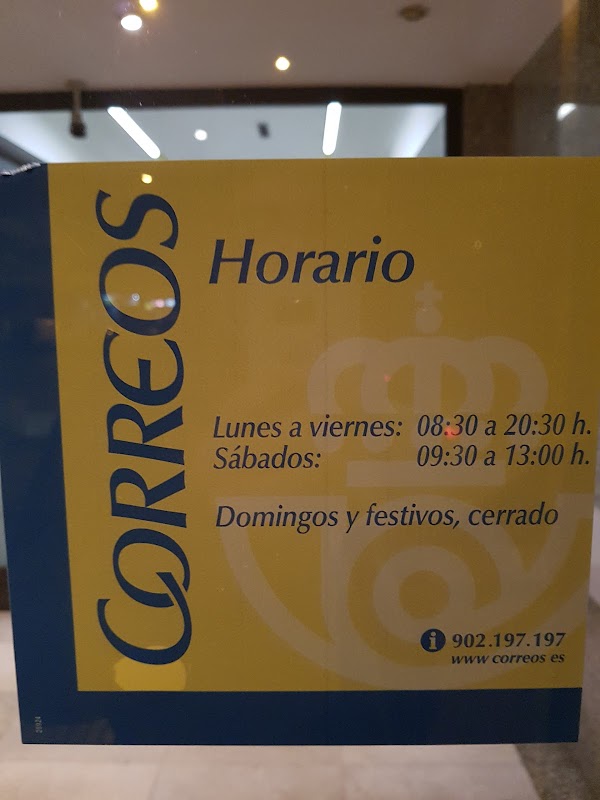 CORREOS
Horario
Lunes a viernes: 08:30 a 20:30 h.
Sábados: 09:30 a 13:00 h.
Domingos y festivos, cerrado
i 902.197.197
www.correos es